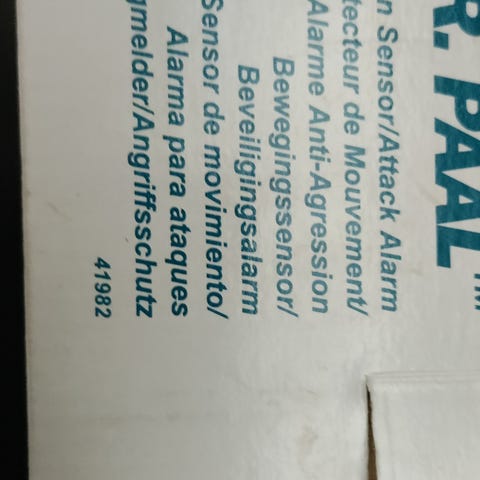 R. PAAL™
n Sensor/Attack Alarm
tecteur de Mouvement/
Alarme Anti-Agression
Bewegingssensor/
Beveiligingsalarm
Sensor de movimiento/
Alarma para ataques
gmelder/Angriffsschutz
41982